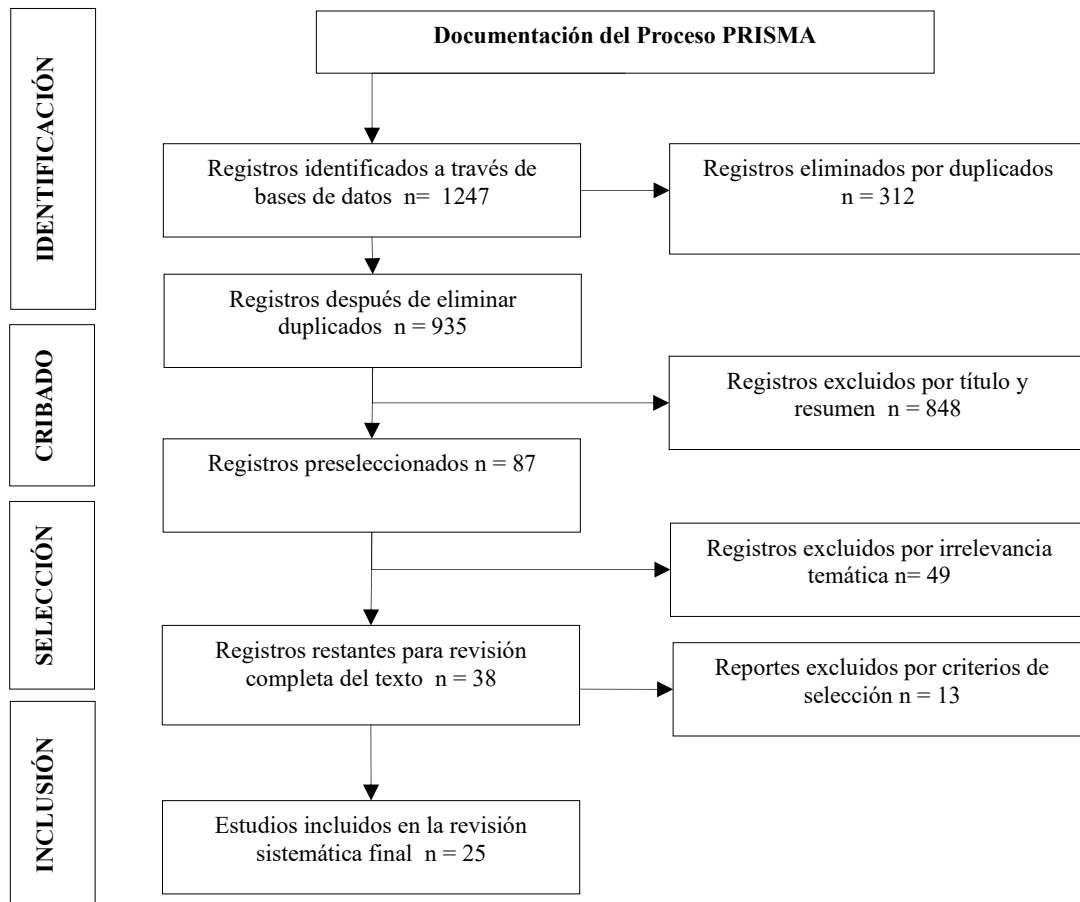 Documentación del Proceso PRISMA
IDENTIFICACIÓN
Registros identificados a través de
bases de datos n= 1247
Registros eliminados por duplicados
n = 312
Registros después de eliminar
duplicados n = 935
CRIBADO
Registros excluidos por título y
resumen n = 848
Registros preseleccionados n = 87
SELECCIÓN
Registros excluidos por irrelevancia
temática n= 49
Registros restantes para revisión
completa del texto n = 38
Reportes excluidos por criterios de
selección n = 13
INCLUSIÓN
Estudios incluidos en la revisión
sistemática final n = 25